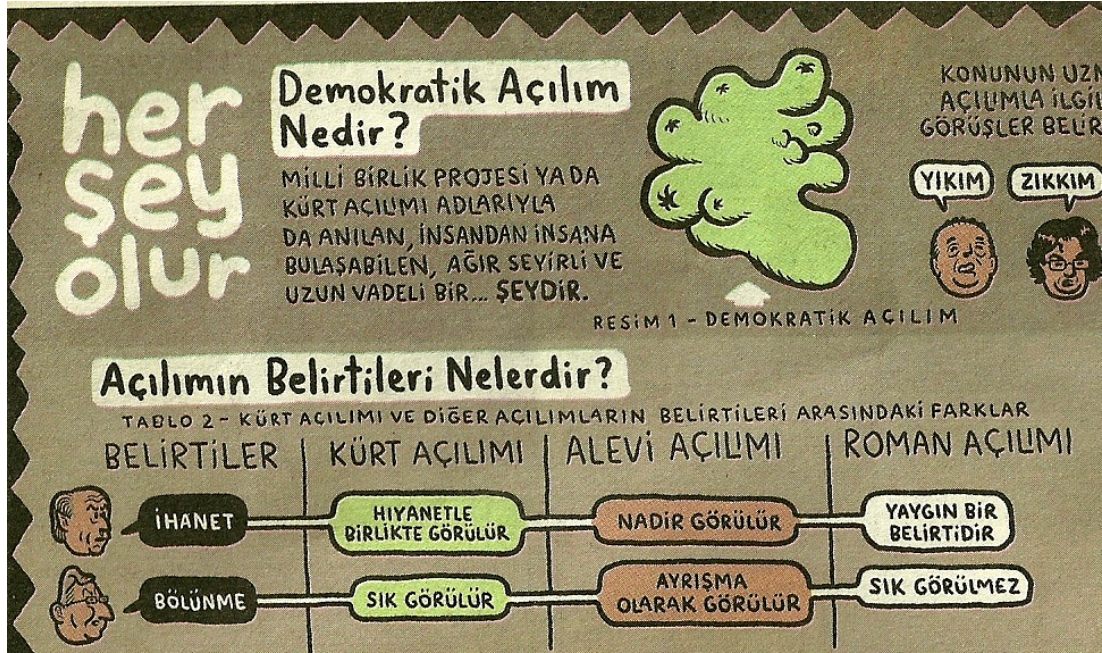 her
şey
olur
Demokratik Açılım
Nedir?
MİLLİ BİRLİK PROJESİ YA DA
KÜRT AÇILIMI ADLARIYLA
DA ANILAN, İNSANDAN İNSANA
BULAŞABİLEN, AĞIR SEYİRLİ VE
UZUN VADELİ BİR... ŞEYDİR.
RESİM 1 - DEMOKRATİK AÇILIM
KONUNUN UZM
AÇILIMLA İLGİL
GÖRÜŞLER BELİR
YIKIM
ZIKKIM
Açılımın Belirtileri Nelerdir?
TABLO 2 - KÜRT AÇILIMI VE DİĞER AÇILIMLARIN BELİRTİLERİ ARASINDAKİ FARKLAR
BELİRTİLER KÜRT AÇILIMI ALEVİ AÇILIMI ROMAN AÇILIMI
İHANET
HIYANETLE
BİRLİKTE GÖRÜLÜR
NADİR GÖRÜLÜR
YAYGIN BİR
BELİRTİDİR
BÖLÜNME
SIK GÖRÜLÜR
AYRIŞMA
OLARAK GÖRÜLÜR
SIK GÖRÜLMEZ